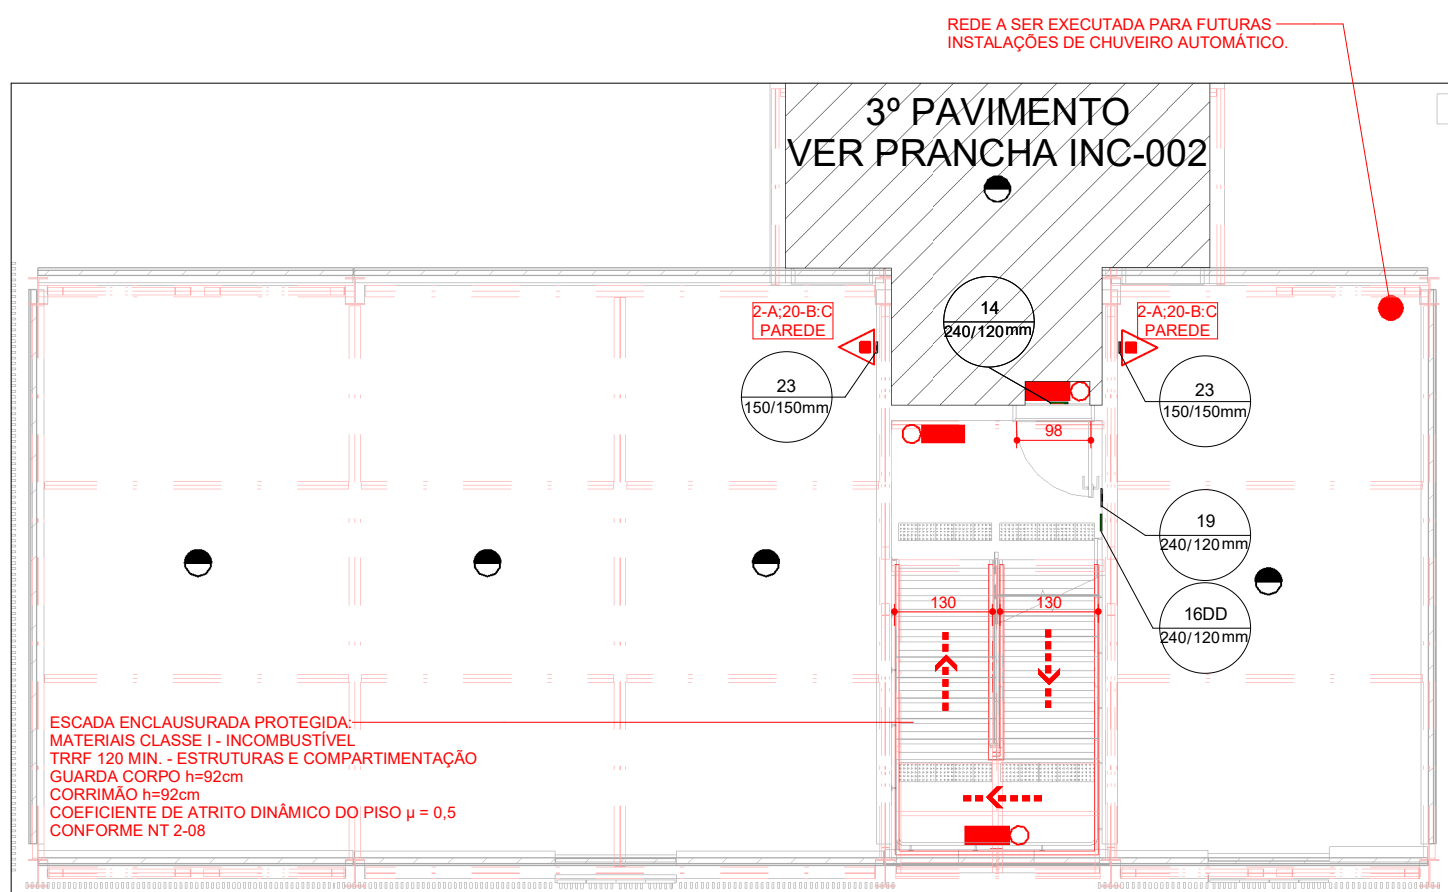 REDE A SER EXECUTADA PARA FUTURAS
INSTALAÇÕES DE CHUVEIRO AUTOMÁTICO.
3º PAVIMENTO
VER PRANCHA INC-002
2-A;20-B:C
PAREDE
14
240/120mm
2-A;20-B:C
PAREDE
23
150/150mm
23
150/150mm
98
19
240/120mm
130
130
16DD
240/120mm
ESCADA ENCLAUSURADA PROTEGIDA:
MATERIAIS CLASSE I - INCOMBUSTÍVEL
TRRF 120 MIN. - ESTRUTURAS E COMPARTIMENTAÇÃO
GUARDA CORPO h=92cm
CORRIMÃO h=92cm
COEFICIENTE DE ATRITO DINÂMICO DO PISO µ = 0,5
CONFORME NT 2-08